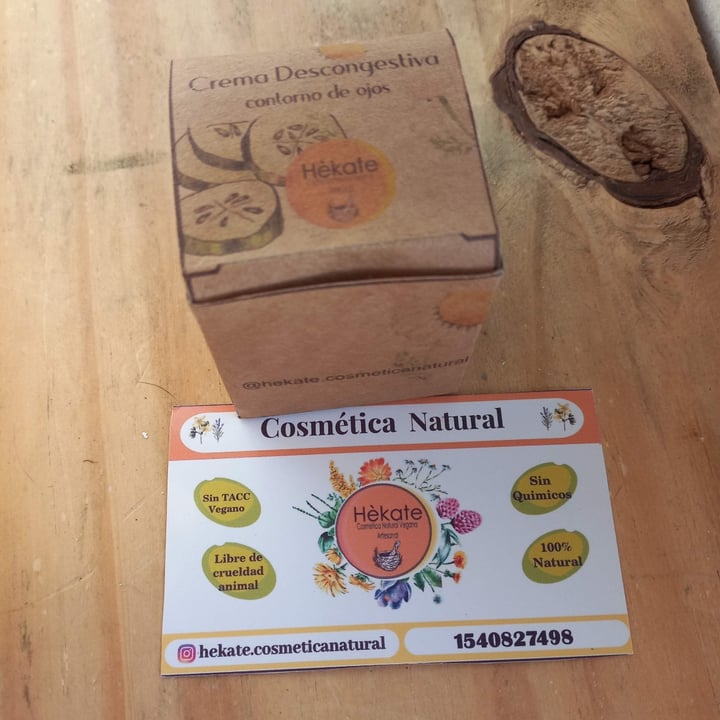 Crema Descongestiva
contorno de ojos
Hèkate
@hekate.cosmeticanatural
Cosmética Natural
Sin TACC
Vegano
Libre de
crueldad
animal
Hèkate
Cosmetica Natural Vegana
Artesanal
Sin
Quimicos
100%
Natural
hekate.cosmeticanatural
1540827498